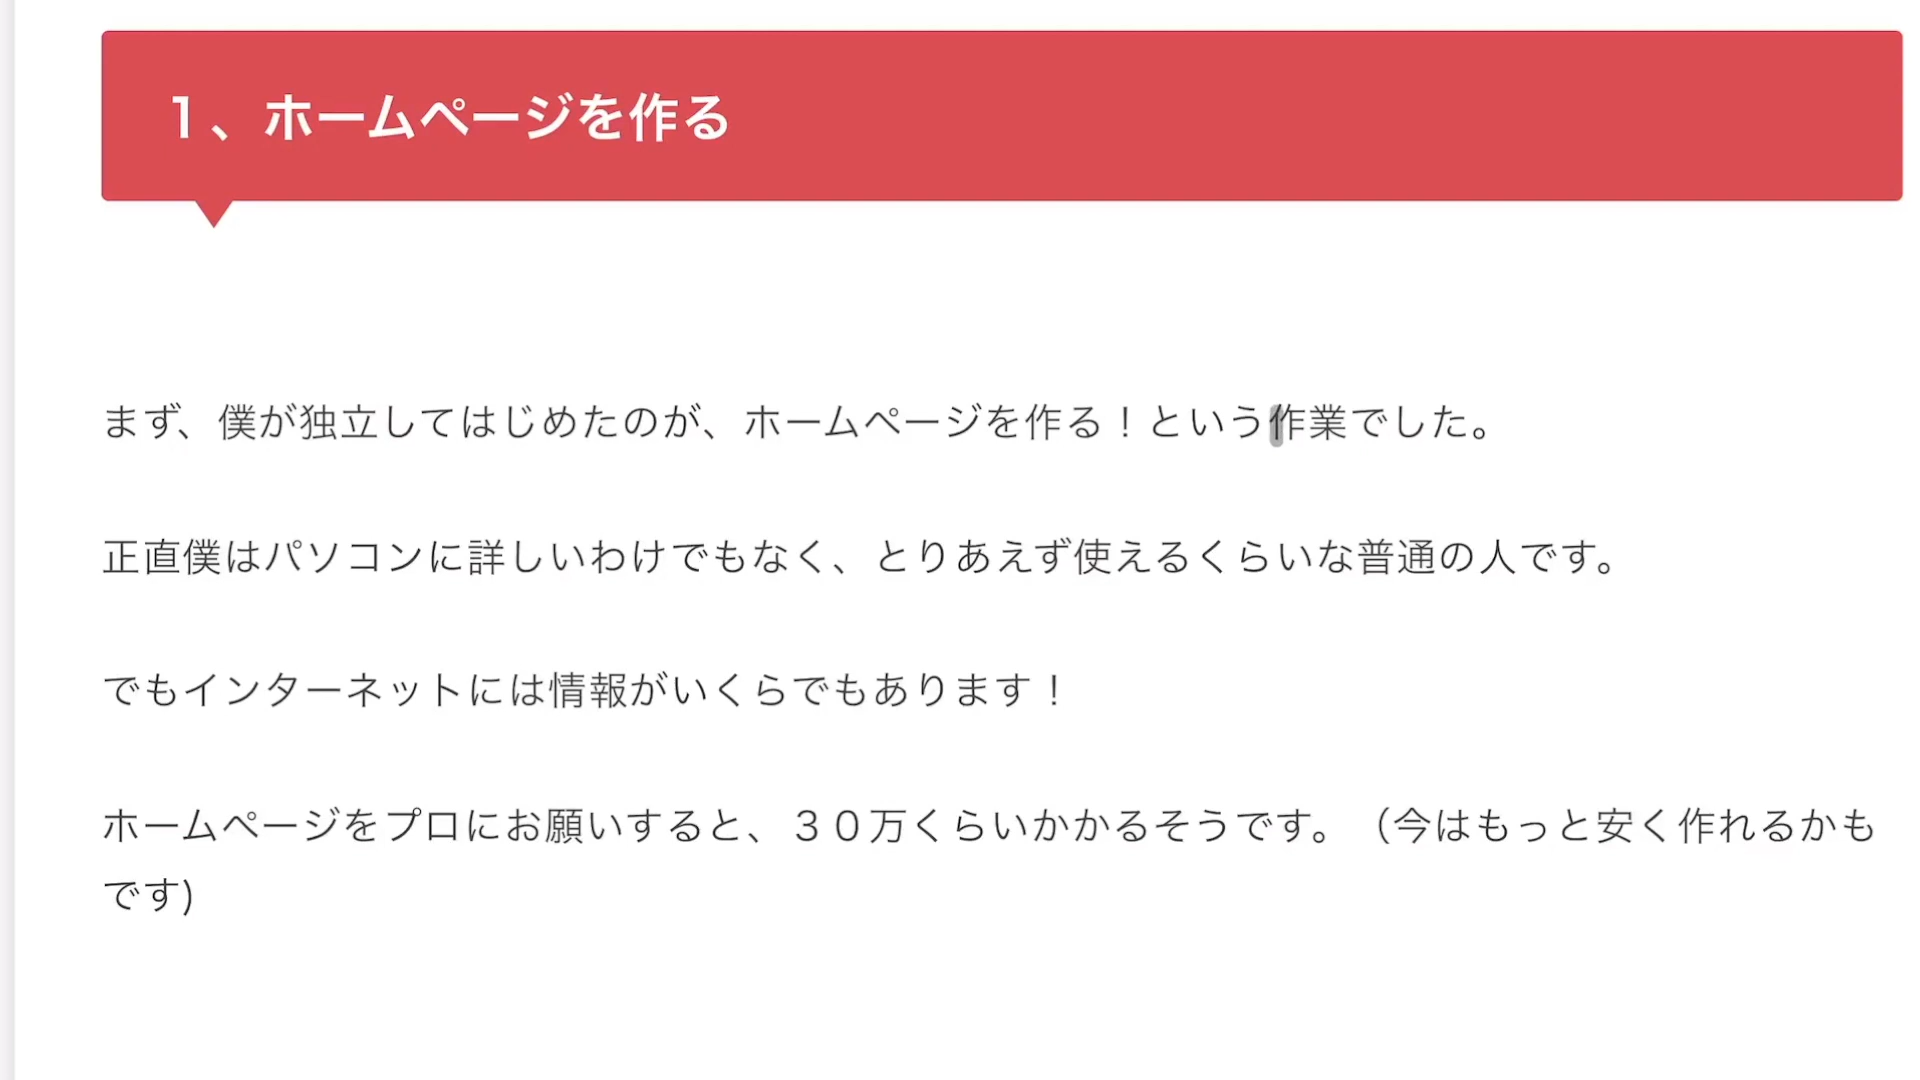 １、ホームページを作る
まず、僕が独立してはじめたのが、ホームページを作る！という作業でした。
正直僕はパソコンに詳しいわけでもなく、とりあえず使えるくらいな普通の人です。
でもインターネットには情報がいくらでもあります！
ホームページをプロにお願いすると、３０万くらいかかるそうです。（今はもっと安く作れるかも
です)